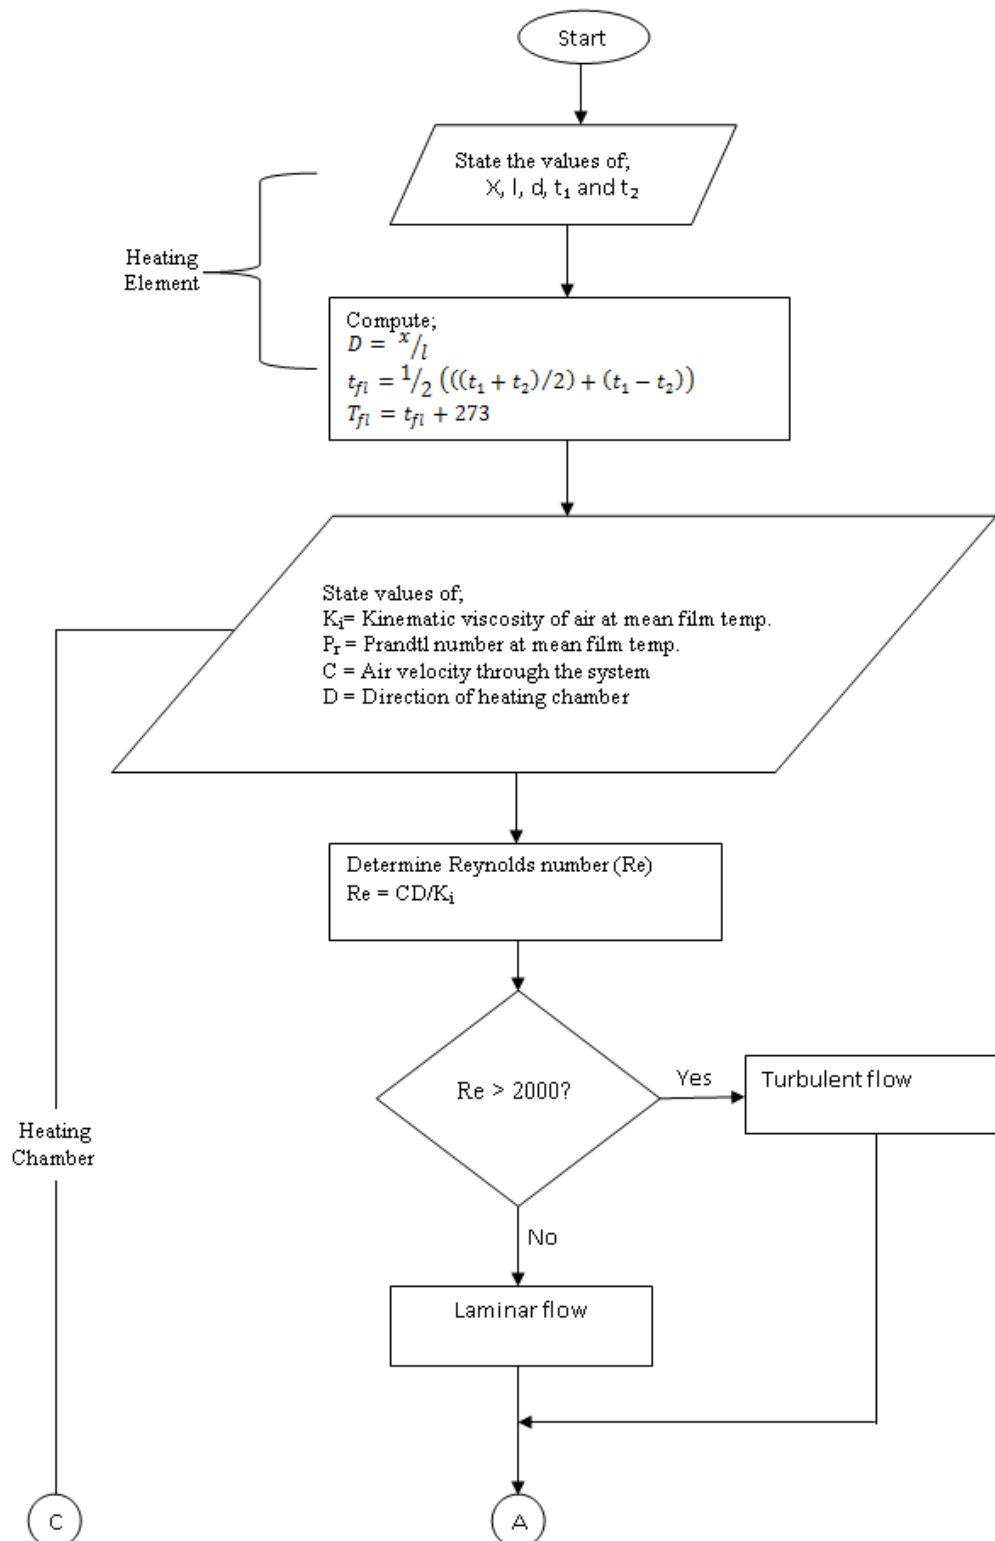 Start
State the values of;
X, l, d, t₁ and t₂
Heating
Element
Compute;
D = x/l
t_fl = 1/2 (((t₁ + t₂)/2) + (t₁ − t₂))
T_fl = t_fl + 273
State values of;
Kᵢ= Kinematic viscosity of air at mean film temp.
Pᵣ = Prandtl number at mean film temp.
C = Air velocity through the system
D = Direction of heating chamber
Determine Reynolds number (Re)
Re = CD/Kᵢ
Re > 2000?
Yes
Turbulent flow
Heating
Chamber
No
Laminar flow
C
A